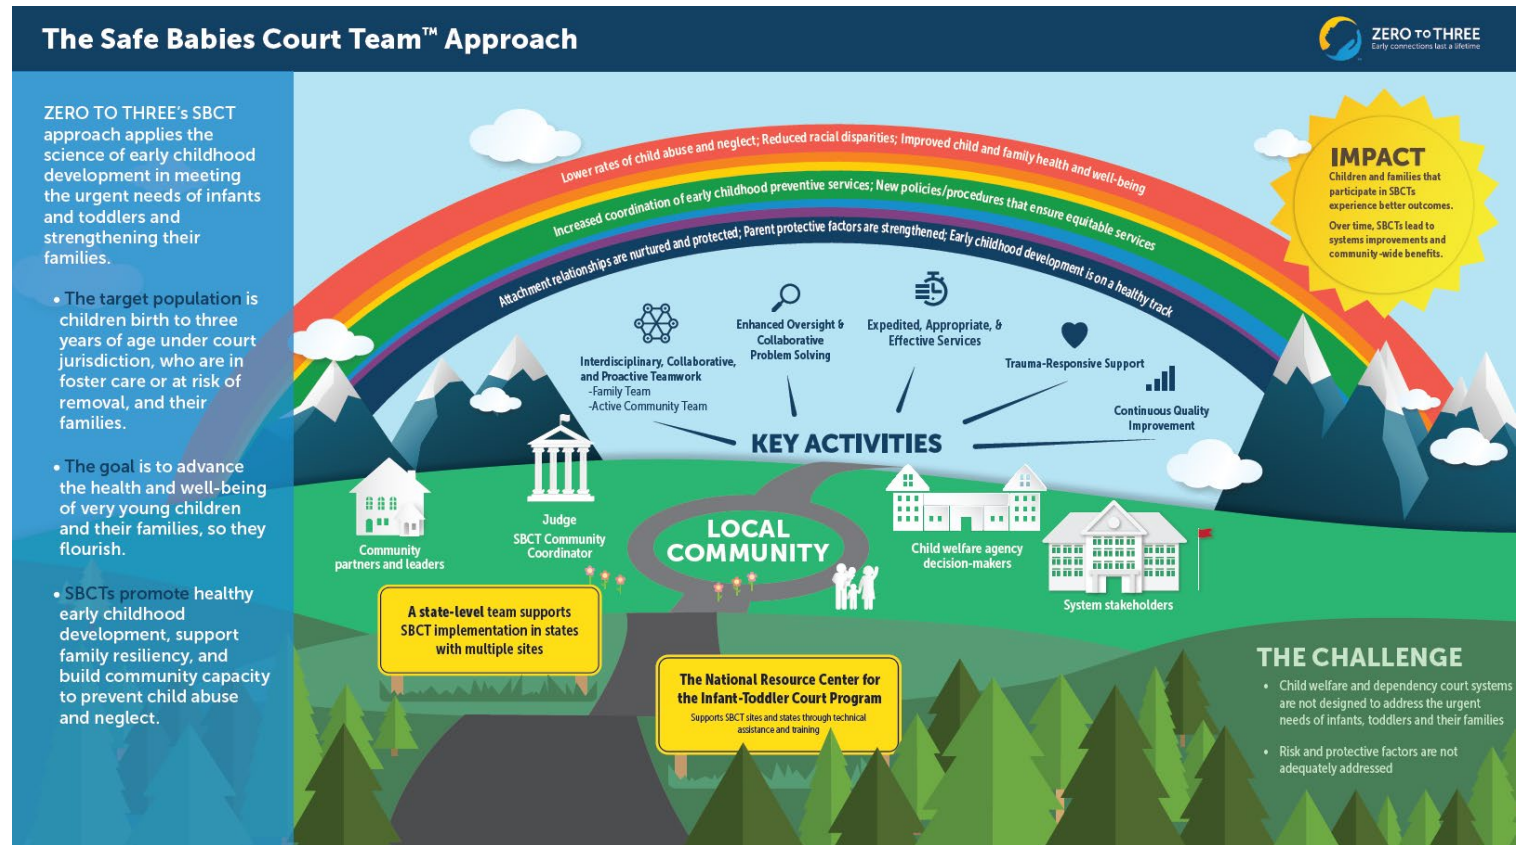 The Safe Babies Court Team™ Approach
ZERO TO THREE
Early connections last a lifetime
ZERO TO THREE's SBCT
approach applies the
science of early childhood
development in meeting
the urgent needs of infants
and toddlers and
strengthening their
families.
• The target population is
children birth to three
years of age under court
jurisdiction, who are in
foster care or at risk of
removal, and their
families.
• The goal is to advance
the health and well-being
of very young children
and their families, so they
flourish.
• SBCTs promote healthy
early childhood
development, support
family resiliency, and
build community capacity
to prevent child abuse
and neglect.
Lower rates of child abuse and neglect; Reduced racial disparities; Improved child and family health and well-being
Increased coordination of early childhood preventive services; New policies/procedures that ensure equitable services
Attachment relationships are nurtured and protected; Parent protective factors are strengthened; Early childhood development is on a healthy track
IMPACT
Children and families that
participate in SBCTs
experience better outcomes.
Over time, SBCTs lead to
systems improvements and
community-wide benefits.
Interdisciplinary, Collaborative,
and Proactive Teamwork
-Family Team
-Active Community Team
Enhanced Oversight &
Collaborative
Problem Solving
Expedited, Appropriate, &
Effective Services
Trauma-Responsive Support
Continuous Quality
Improvement
KEY ACTIVITIES
Community
partners and leaders
Judge
SBCT Community
Coordinator
LOCAL
COMMUNITY
Child welfare agency
decision-makers
System stakeholders
A state-level team supports
SBCT implementation in states
with multiple sites
The National Resource Center for
the Infant-Toddler Court Program
Supports SBCT sites and states through technical
assistance and training
THE CHALLENGE
• Child welfare and dependency court systems
are not designed to address the urgent
needs of infants, toddlers and their families
• Risk and protective factors are not
adequately addressed